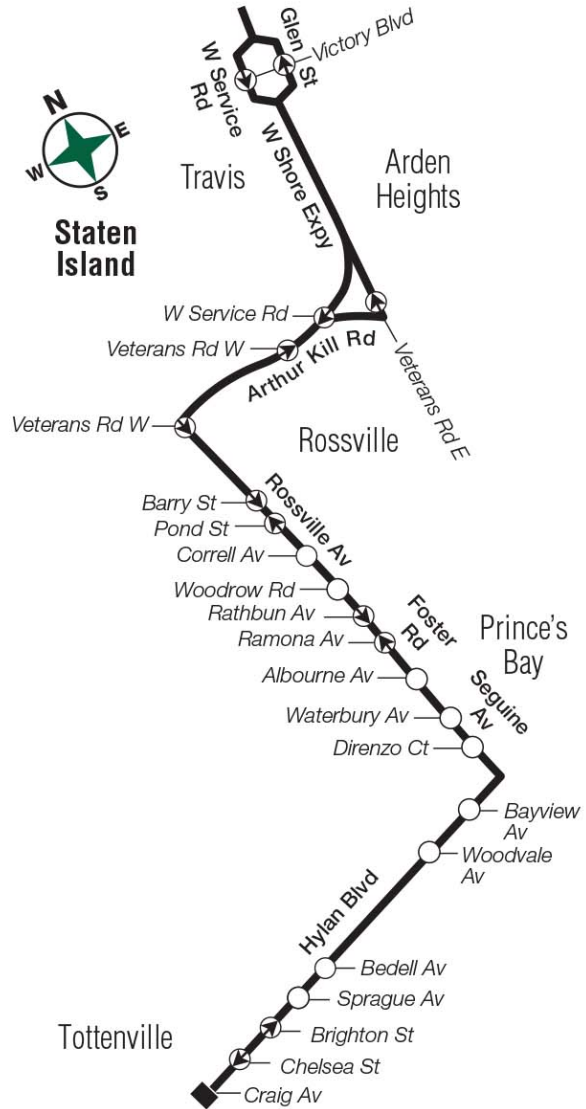 Glen St
Victory Blvd
W Service
Rd
N
E
W
S
W Shore Expy
Travis
Arden
Heights
Staten
Island
W Service Rd
Veterans Rd W
Arthur Kill Rd
Veterans Rd E
Veterans Rd W
Rossville
Barry St
Rossville Av
Pond St
Correll Av
Woodrow Rd
Rathbun Av
Foster
Rd
Ramona Av
Prince's
Bay
Albourne Av
Seguine
Av
Waterbury Av
Direnzo Ct
Bayview
Av
Woodvale
Av
Hylan Blvd
Bedell Av
Sprague Av
Tottenville
Brighton St
Chelsea St
Craig Av